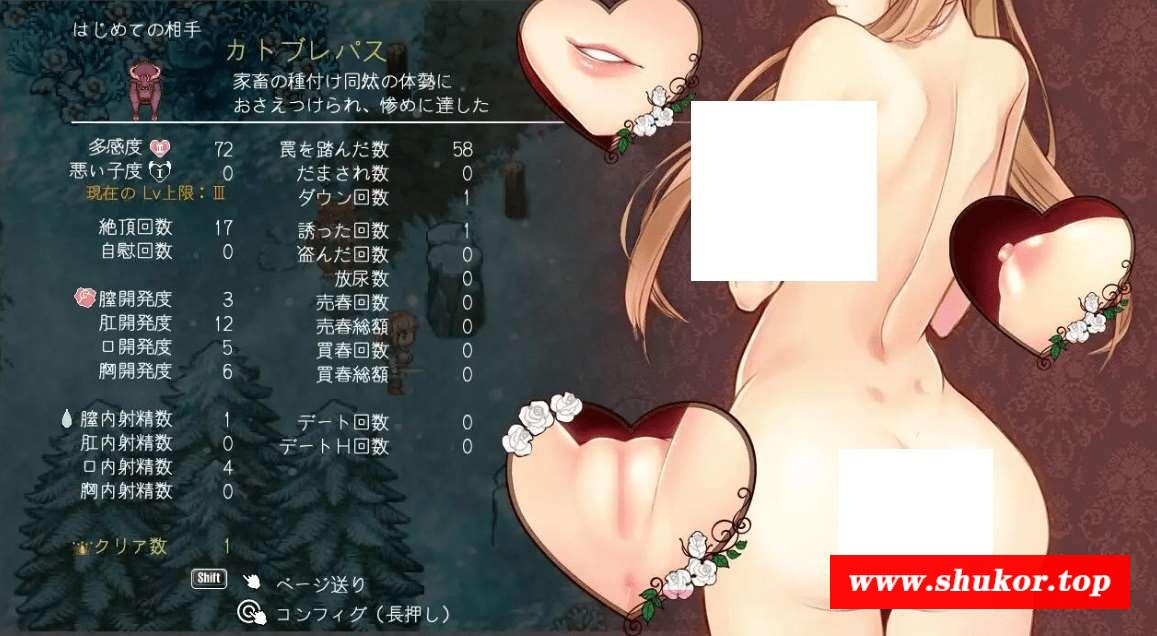 はじめての相手
カトブレパス
家畜の種付け同然の体勢に
おさえつけられ、惨めに達した
多感度 II 72
悪い子度 I 0
現在の Lv上限：III
絶頂回数 17
自慰回数 0
膣開発度 3
肛開発度 12
口開発度 5
胸開発度 6
膣内射精数 1
肛内射精数 0
口内射精数 4
胸内射精数 0
クリア数 1
罠を踏んだ数 58
だまされ数 0
ダウン回数 1
誘った回数 1
盗んだ回数 0
放尿数 0
売春回数 0
売春総額 0
買春回数 0
買春総額 0
デート回数 0
デートH回数 0
Shift ページ送り
コンフィグ（長押し）
www.shukor.top